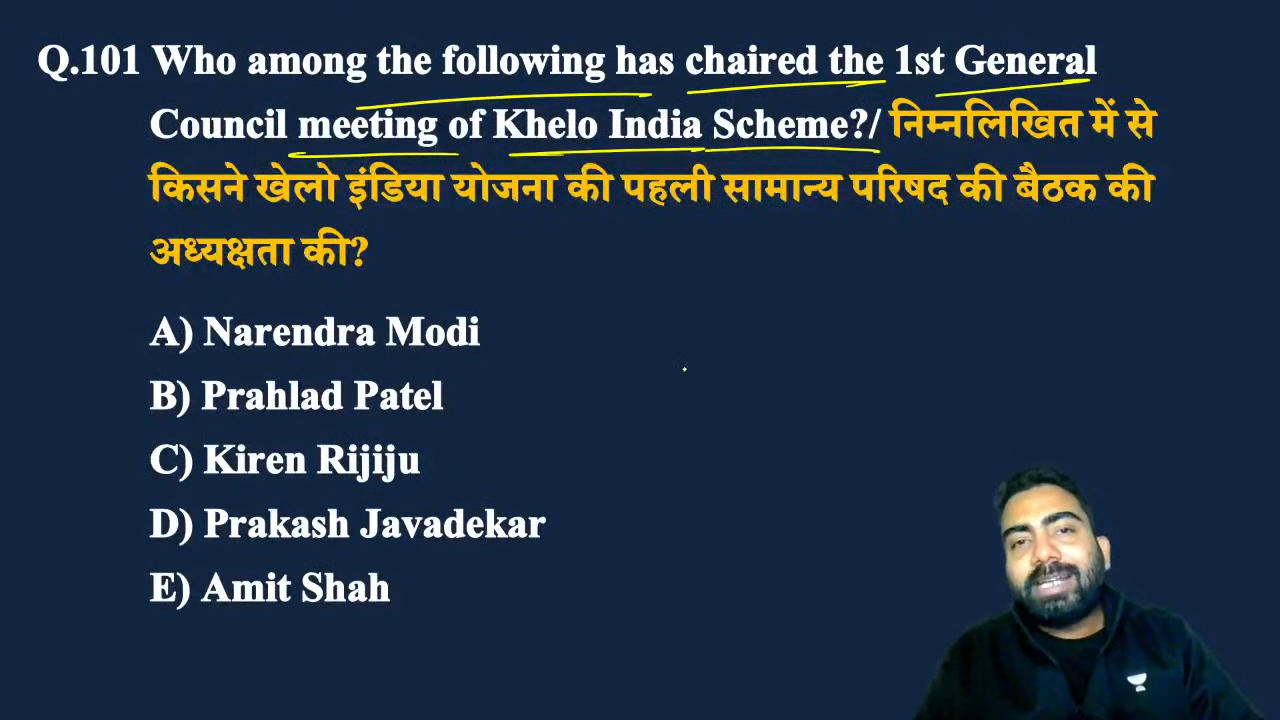 Q.101 Who among the following has chaired the 1st General
Council meeting of Khelo India Scheme?/ निम्नलिखित में से
किसने खेलो इंडिया योजना की पहली सामान्य परिषद की बैठक की
अध्यक्षता की?
A) Narendra Modi
B) Prahlad Patel
C) Kiren Rijiju
D) Prakash Javadekar
E) Amit Shah